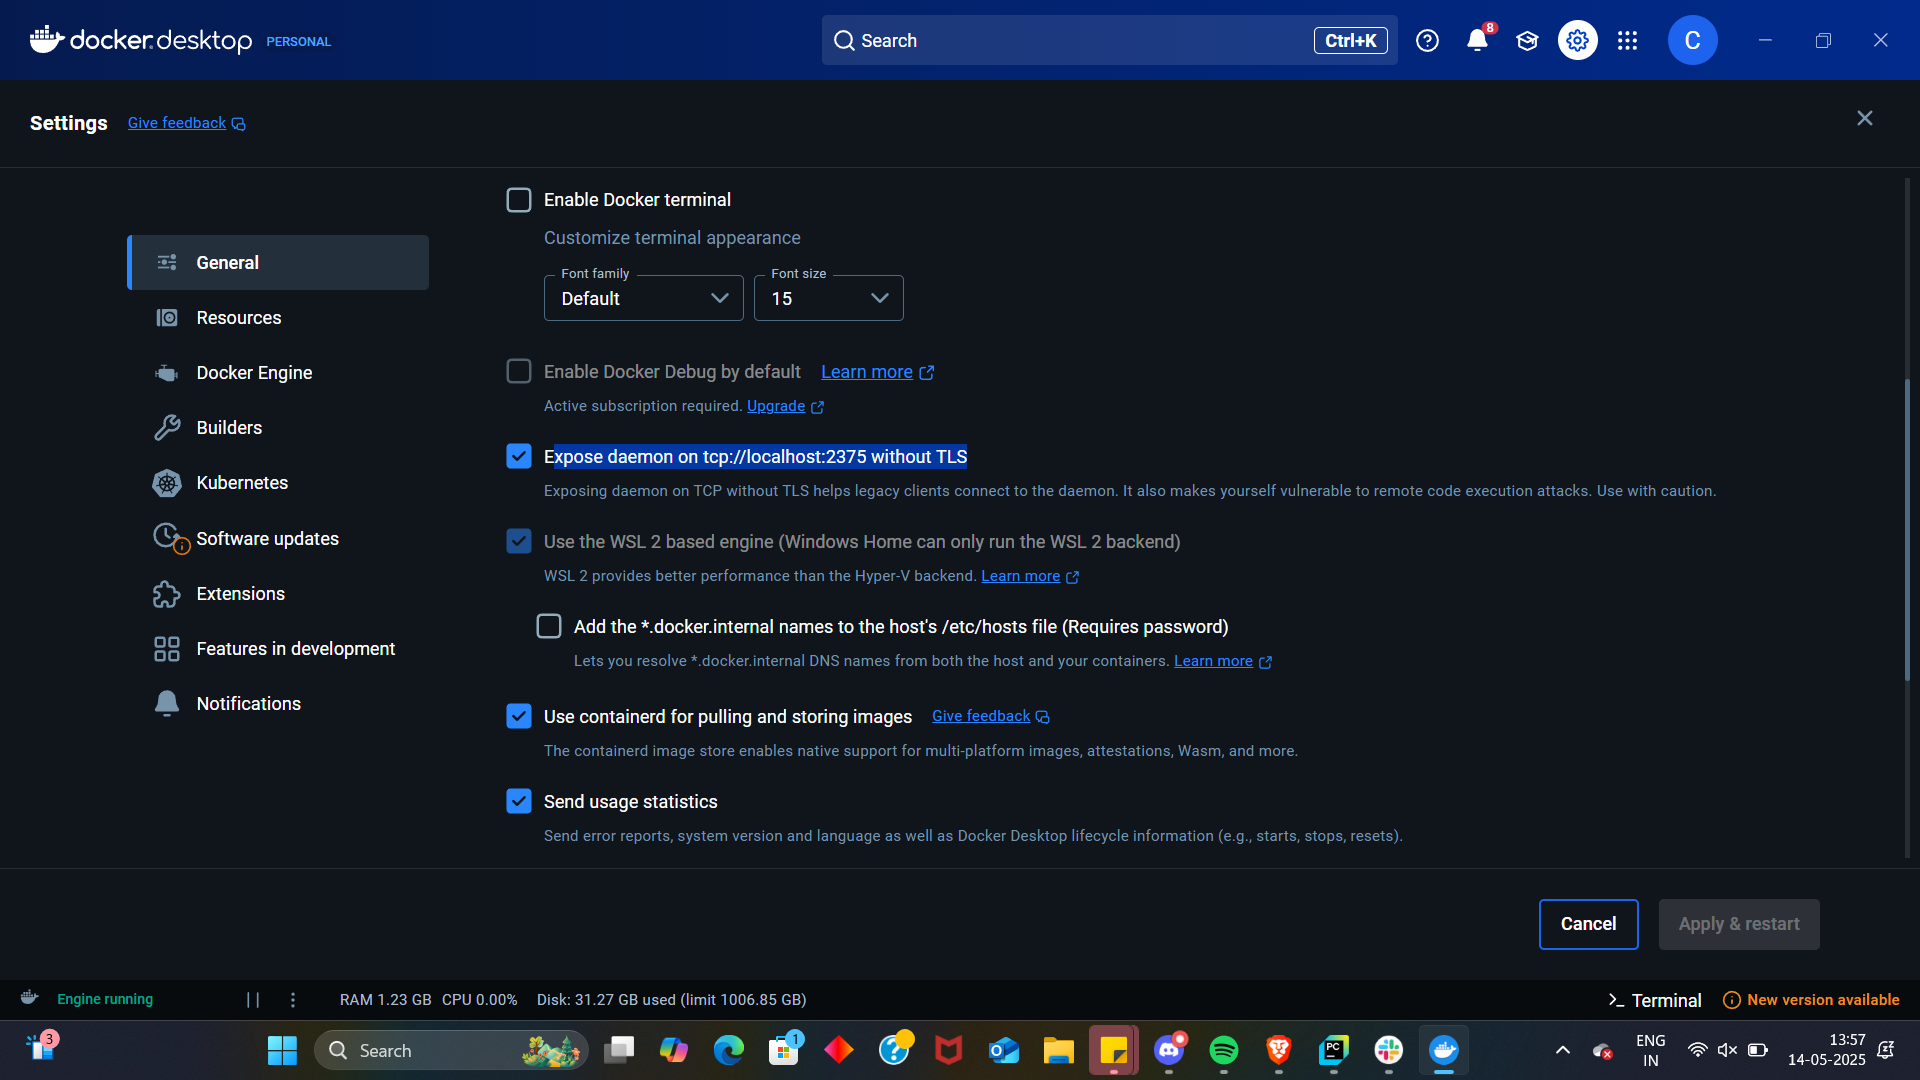 docker.desktop PERSONAL
Search
Ctrl+K
8
C
Settings
Give feedback
General
Resources
Docker Engine
Builders
Kubernetes
Software updates
Extensions
Features in development
Notifications
Enable Docker terminal
Customize terminal appearance
Font family
Default
Font size
15
Enable Docker Debug by default Learn more
Active subscription required. Upgrade
Expose daemon on tcp://localhost:2375 without TLS
Exposing daemon on TCP without TLS helps legacy clients connect to the daemon. It also makes yourself vulnerable to remote code execution attacks. Use with caution.
Use the WSL 2 based engine (Windows Home can only run the WSL 2 backend)
WSL 2 provides better performance than the Hyper-V backend. Learn more
Add the *.docker.internal names to the host's /etc/hosts file (Requires password)
Lets you resolve *.docker.internal DNS names from both the host and your containers. Learn more
Use containerd for pulling and storing images Give feedback
The containerd image store enables native support for multi-platform images, attestations, Wasm, and more.
Send usage statistics
Send error reports, system version and language as well as Docker Desktop lifecycle information (e.g., starts, stops, resets).
Cancel
Apply & restart
Engine running
RAM 1.23 GB CPU 0.00% Disk: 31.27 GB used (limit 1006.85 GB)
Terminal
New version available
3
Search
1
PC
ENG
IN
13:57
14-05-2025